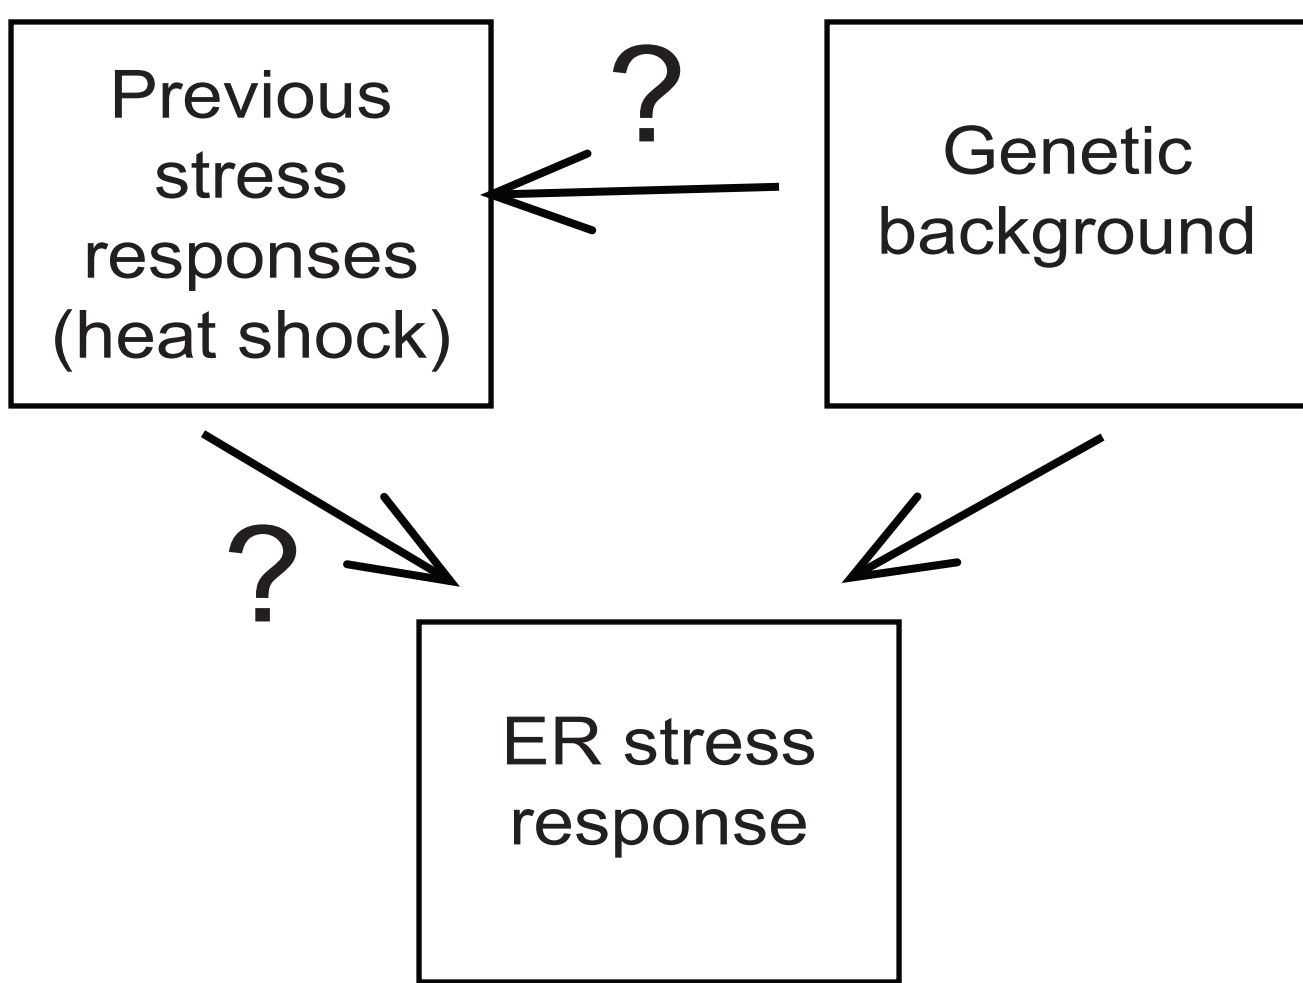 Previous
stress
responses
(heat shock)
?
Genetic
background
?
ER stress
response